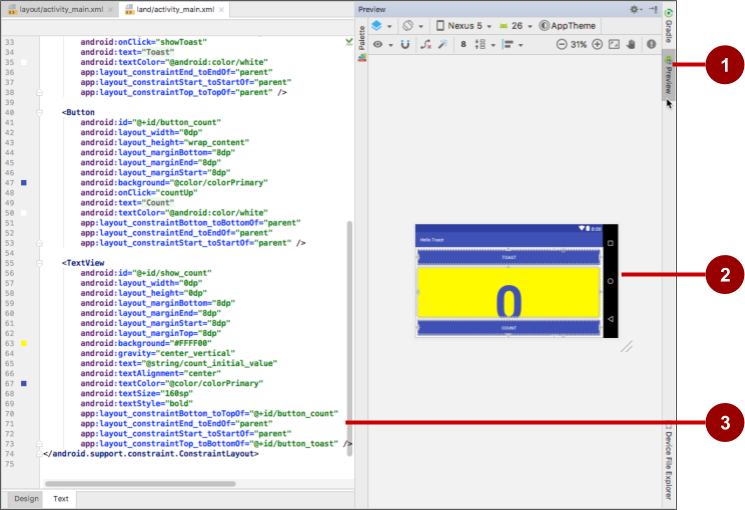 layout/activity_main.xml × land/activity_main.xml ×
33 android:onClick="showToast"
34 android:text="Toast"
35 android:textColor="@android:color/white"
36 app:layout_constraintEnd_toEndOf="parent"
37 app:layout_constraintStart_toStartOf="parent"
38 app:layout_constraintTop_toTopOf="parent" />
39
40 <Button
41 android:id="@+id/button_count"
42 android:layout_width="0dp"
43 android:layout_height="wrap_content"
44 android:layout_marginBottom="8dp"
45 android:layout_marginEnd="8dp"
46 android:layout_marginStart="8dp"
47 android:background="@color/colorPrimary"
48 android:onClick="countUp"
49 android:text="Count"
50 android:textColor="@android:color/white"
51 app:layout_constraintBottom_toBottomOf="parent"
52 app:layout_constraintEnd_toEndOf="parent"
53 app:layout_constraintStart_toStartOf="parent" />
54
55 <TextView
56 android:id="@+id/show_count"
57 android:layout_width="0dp"
58 android:layout_height="0dp"
59 android:layout_marginBottom="8dp"
60 android:layout_marginEnd="8dp"
61 android:layout_marginStart="8dp"
62 android:layout_marginTop="8dp"
63 android:background="#FFFF00"
64 android:gravity="center_vertical"
65 android:text="@string/count_initial_value"
66 android:textAlignment="center"
67 android:textColor="@color/colorPrimary"
68 android:textSize="160sp"
69 android:textStyle="bold"
70 app:layout_constraintBottom_toTopOf="@+id/button_count"
71 app:layout_constraintEnd_toEndOf="parent"
72 app:layout_constraintStart_toStartOf="parent"
73 app:layout_constraintTop_toBottomOf="@+id/button_toast" />
74 </android.support.constraint.ConstraintLayout>
75
Design Text
Preview
Palette
Nexus 5 26 AppTheme
8 31%
8:00
Hello Toast
TOAST
0
COUNT
Gradle
Preview
Device File Explorer
1
2
3